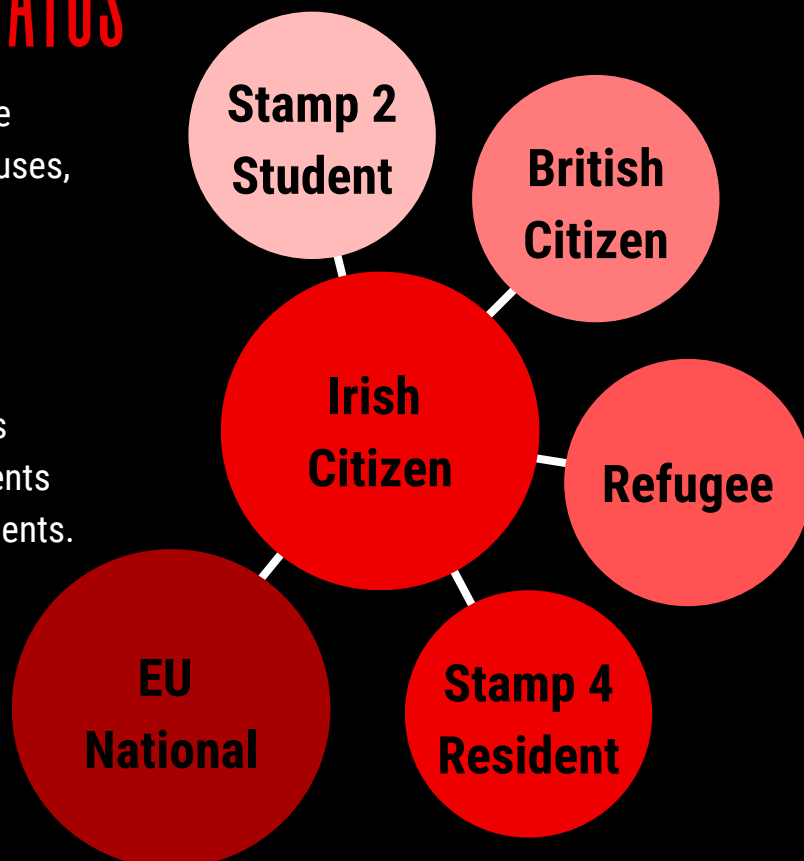 ATUS
e
uses,
s
ents
ents.
Stamp 2
Student
British
Citizen
Irish
Citizen
Refugee
EU
National
Stamp 4
Resident